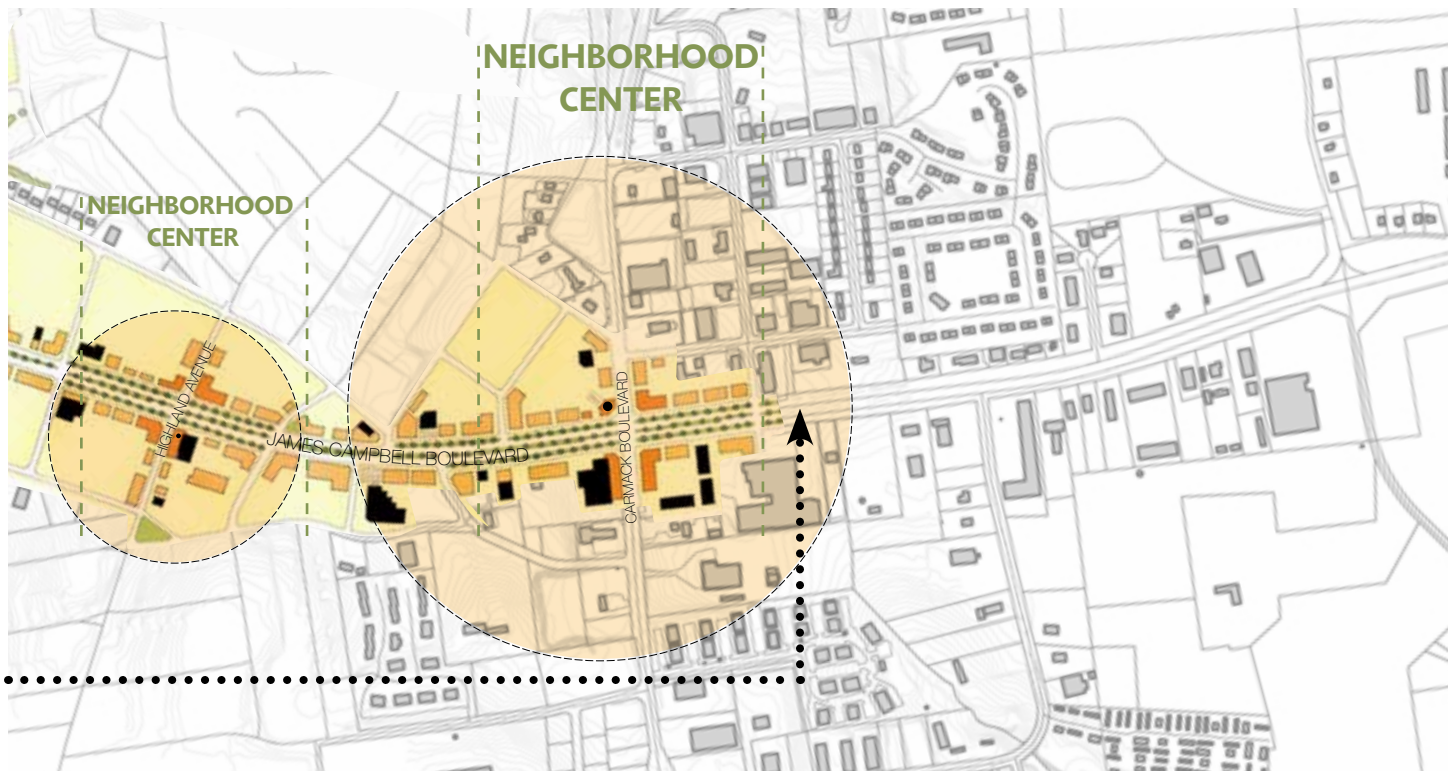 NEIGHBORHOOD
CENTER
NEIGHBORHOOD
CENTER
HIGHLAND AVENUE
JAMES CAMPBELL BOULEVARD
CARMACK BOULEVARD